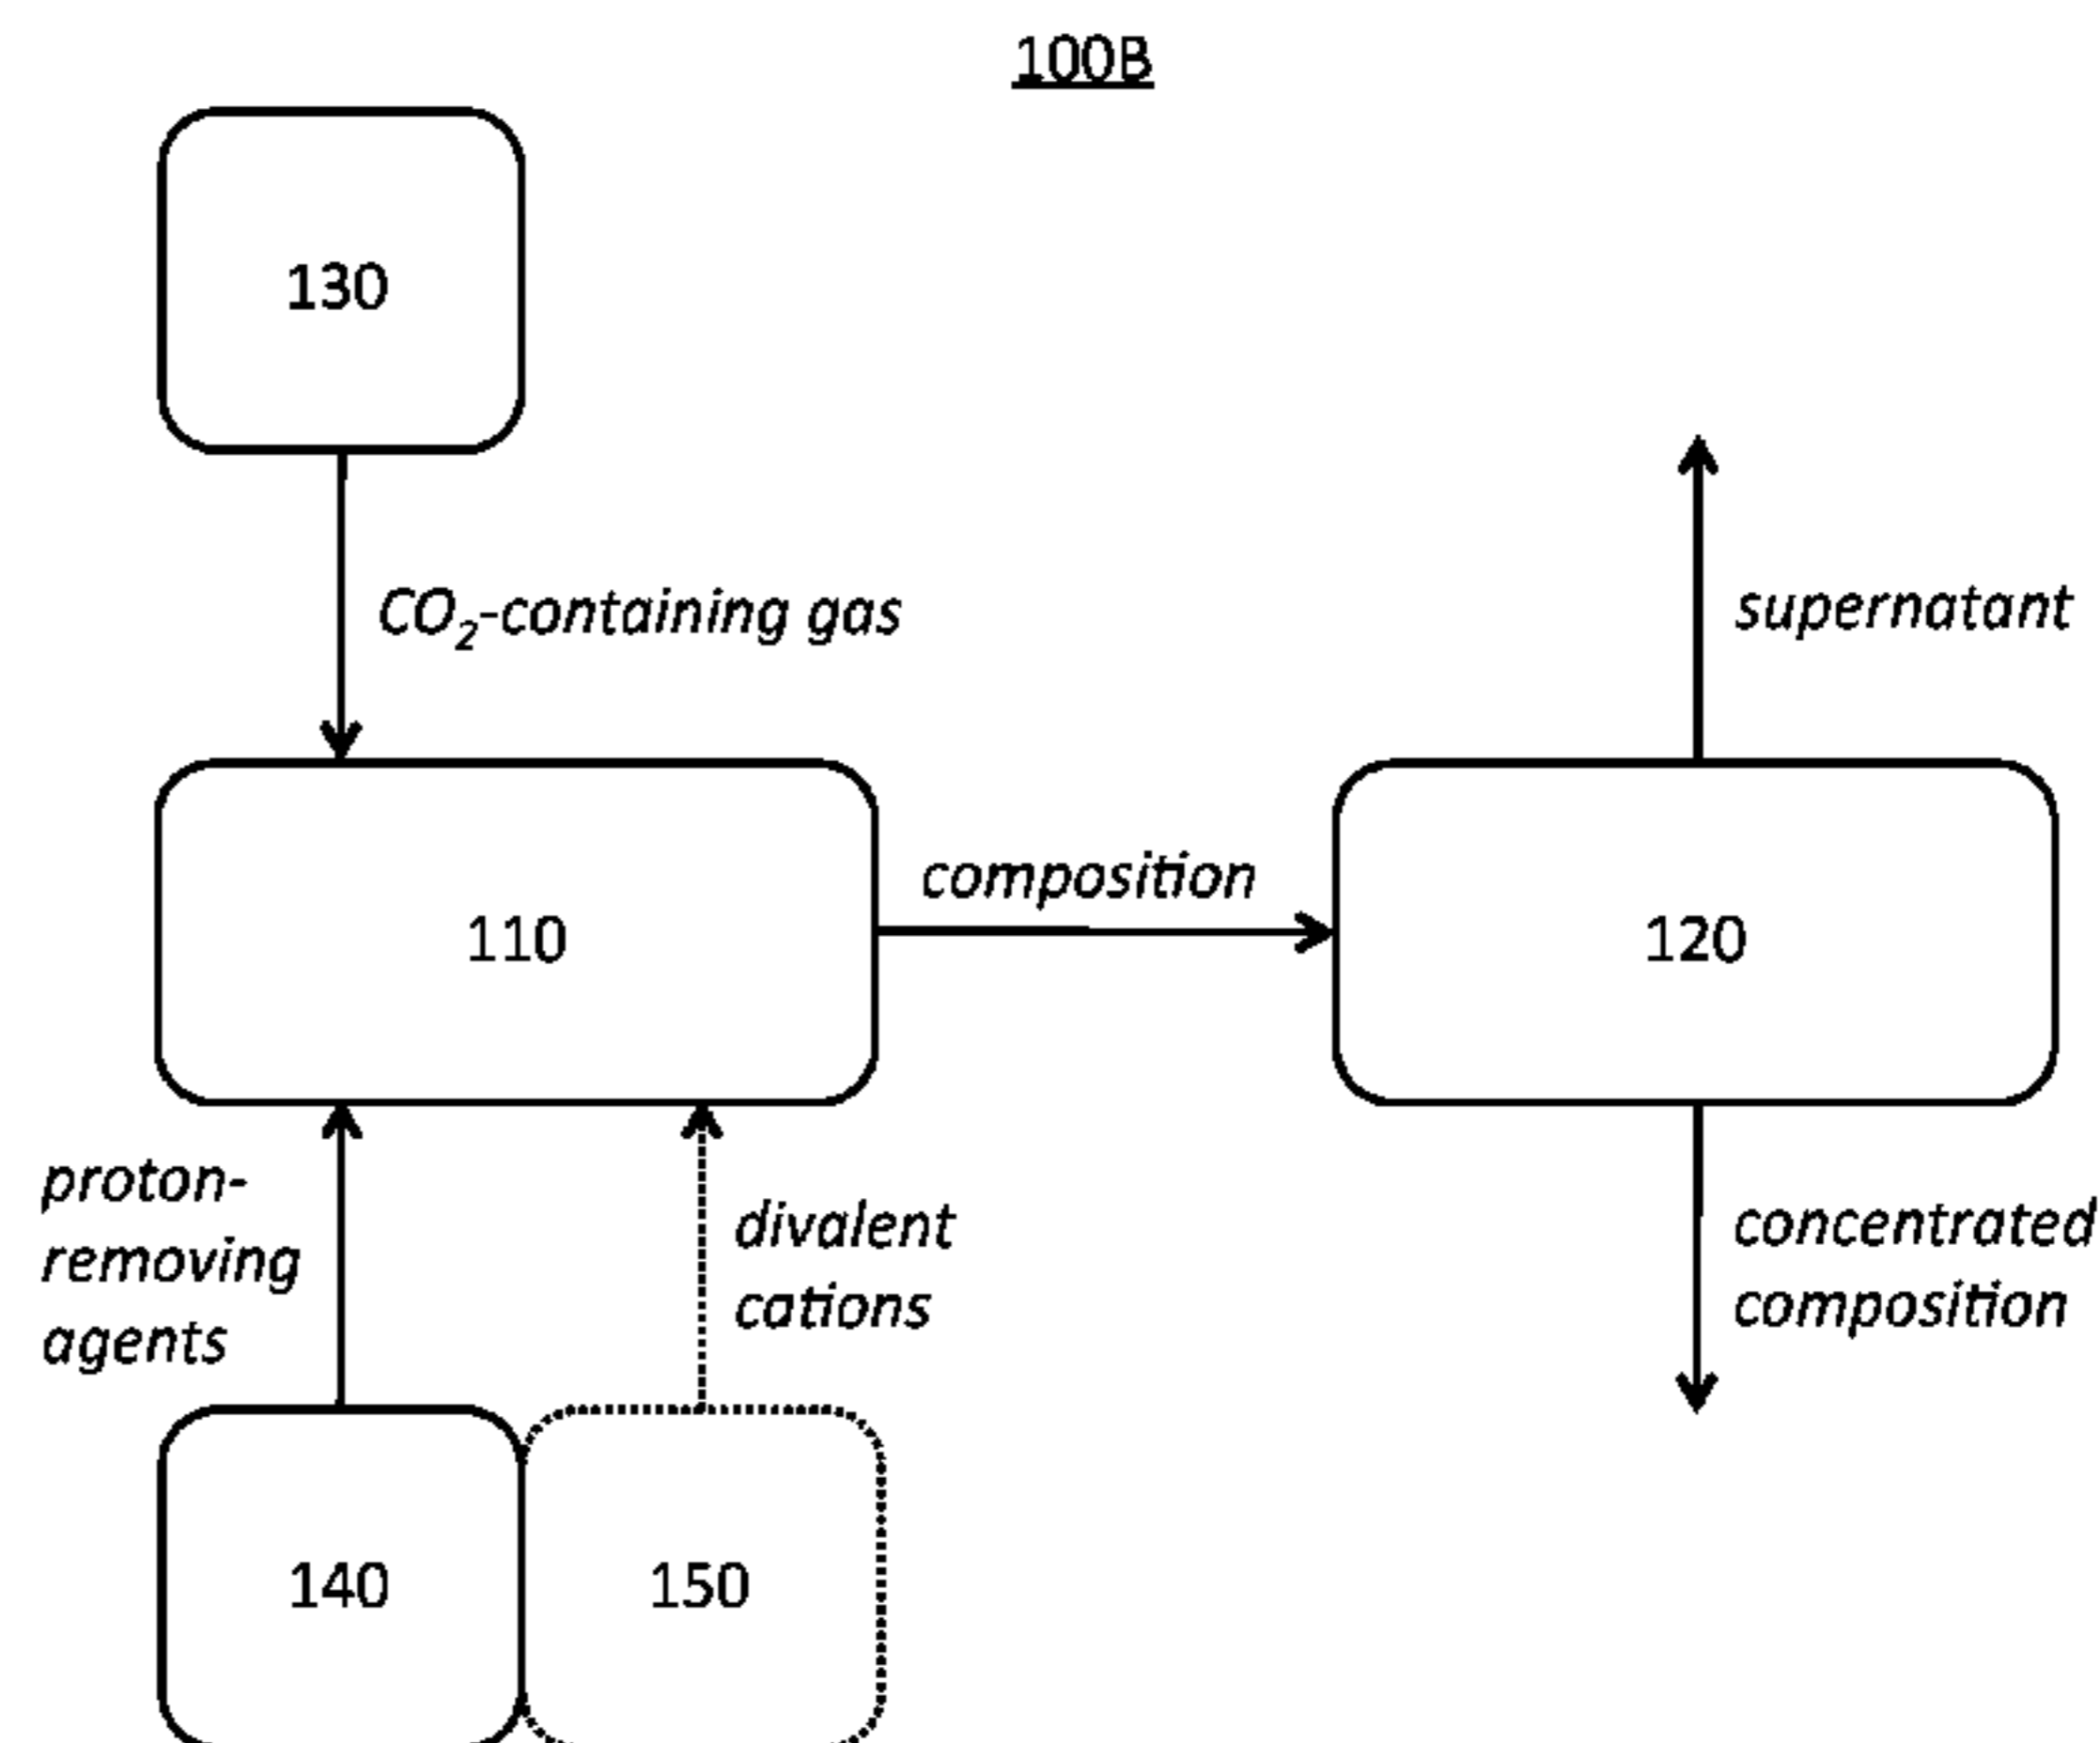 100B
130
CO₂-containing gas
supernatant
composition
110
120
proton-
removing
agents
divalent
cations
concentrated
composition
140
150